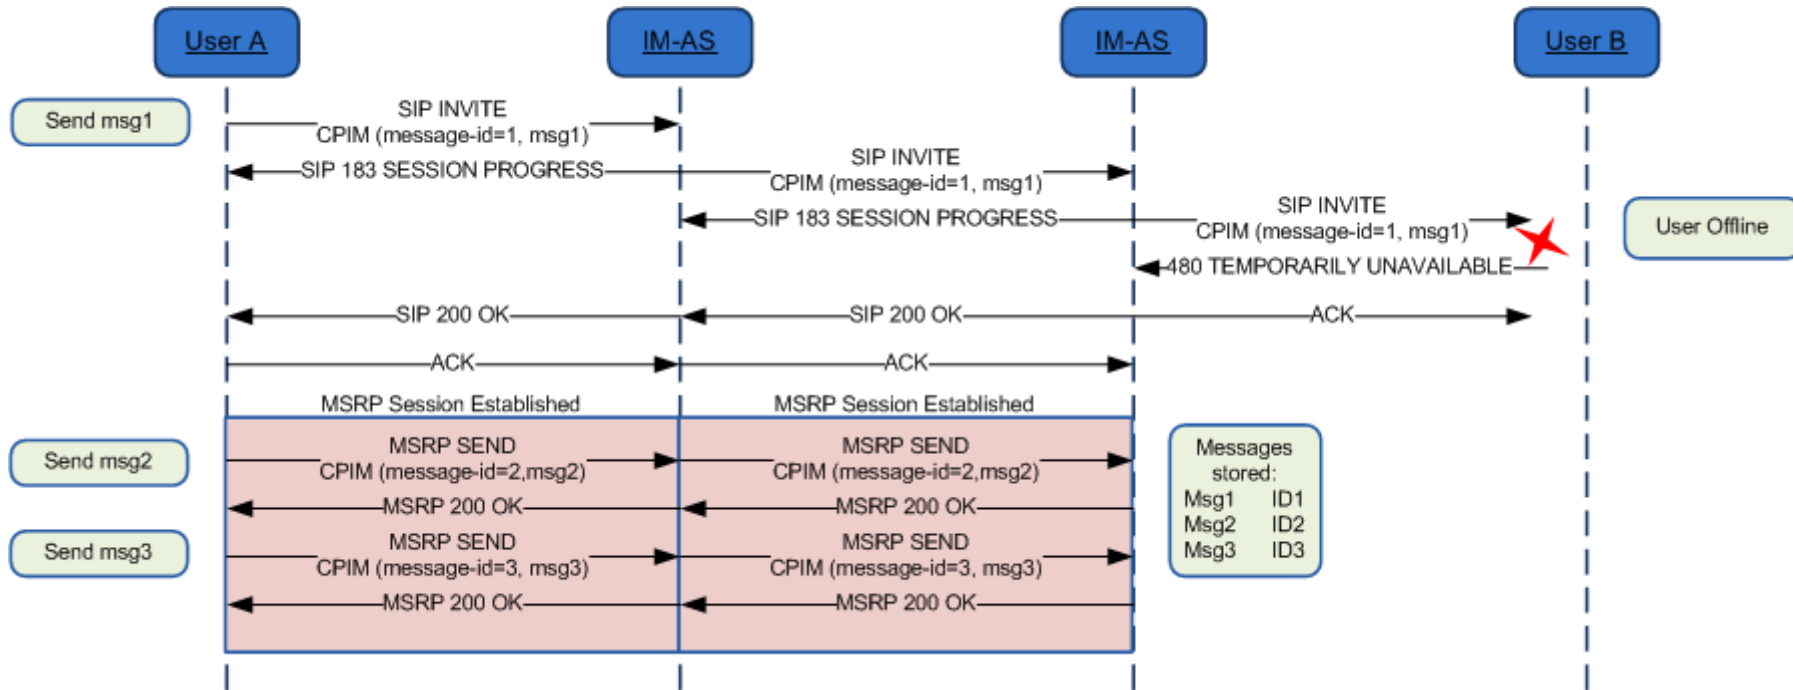 User A
IM-AS
IM-AS
User B
Send msg1
SIP INVITE
CPIM (message-id=1, msg1)
SIP 183 SESSION PROGRESS
SIP INVITE
CPIM (message-id=1, msg1)
SIP 183 SESSION PROGRESS
SIP INVITE
CPIM (message-id=1, msg1)
User Offline
480 TEMPORARILY UNAVAILABLE
SIP 200 OK
SIP 200 OK
ACK
ACK
ACK
MSRP Session Established
MSRP Session Established
Send msg2
MSRP SEND
CPIM (message-id=2,msg2)
MSRP SEND
CPIM (message-id=2,msg2)
MSRP 200 OK
MSRP 200 OK
Send msg3
MSRP SEND
CPIM (message-id=3, msg3)
MSRP SEND
CPIM (message-id=3, msg3)
MSRP 200 OK
MSRP 200 OK
Messages
stored:
Msg1 ID1
Msg2 ID2
Msg3 ID3